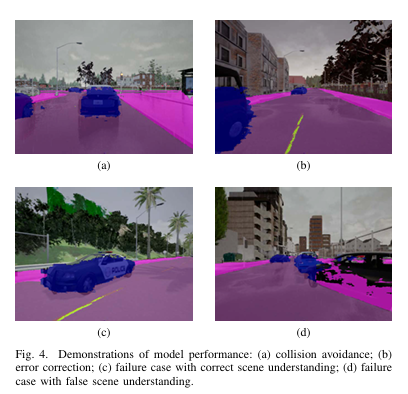 (a)
(b)
POLICE
(c)
(d)
Fig. 4. Demonstrations of model performance: (a) collision avoidance; (b)
error correction; (c) failure case with correct scene understanding; (d) failure
case with false scene understanding.